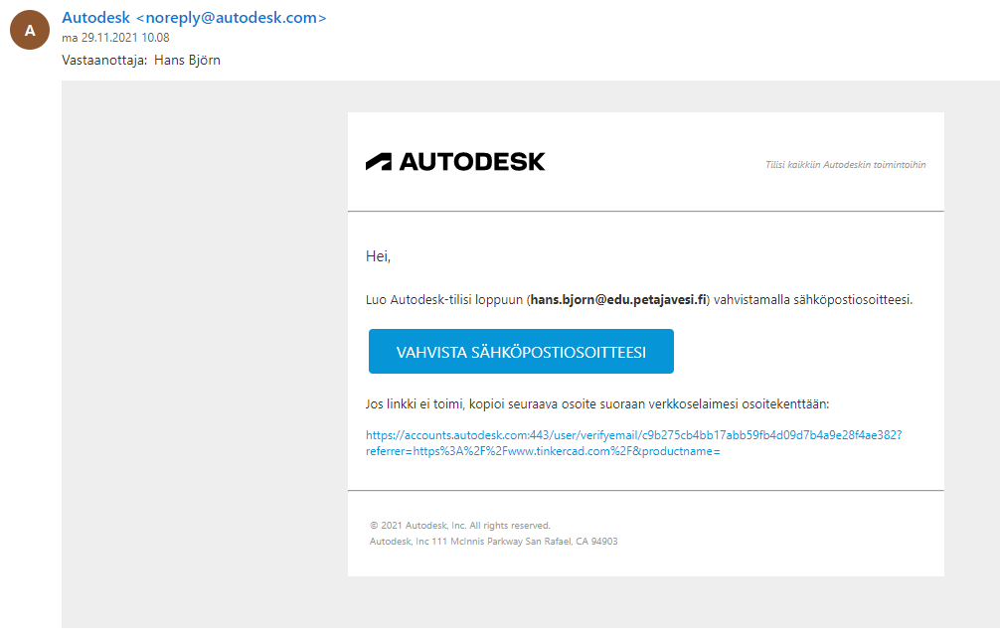 A
Autodesk <noreply@autodesk.com>
ma 29.11.2021 10.08
Vastaanottaja: Hans Björn
AUTODESK
Tilisi kaikkiin Autodeskin toimintoihin
Hei,
Luo Autodesk-tilisi loppuun (hans.bjorn@edu.petajavesi.fi) vahvistamalla sähköpostiosoitteesi.
VAHVISTA SÄHKÖPOSTIOSOITTEESI
Jos linkki ei toimi, kopioi seuraava osoite suoraan verkkoselaimesi osoitekenttään:
https://accounts.autodesk.com:443/user/verifyemail/c9b275cb4bb17abb59fb4d09d7b4a9e28f4ae382?
referrer=https%3A%2F%2Fwww.tinkercad.com%2F&productname=
© 2021 Autodesk, Inc. All rights reserved.
Autodesk, Inc 111 McInnis Parkway San Rafael, CA 94903